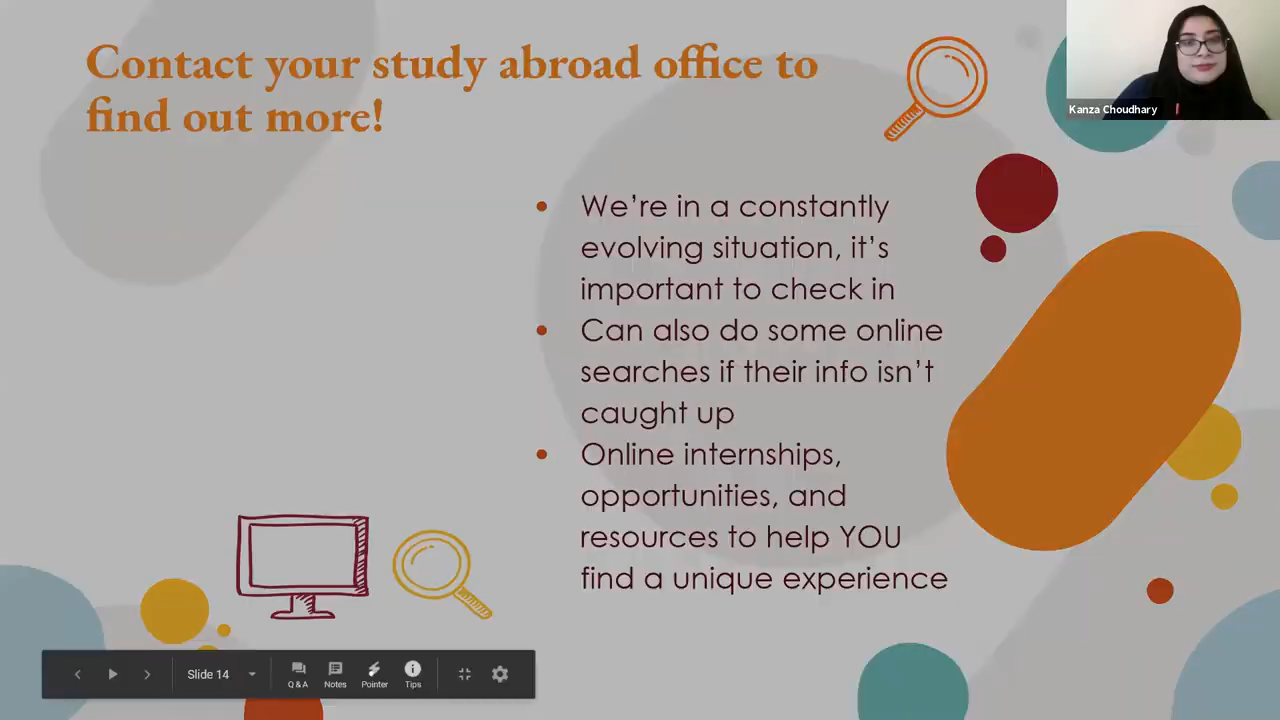 Contact your study abroad office to
find out more!
Kanza Choudhary
• We’re in a constantly
evolving situation, it’s
important to check in
• Can also do some online
searches if their info isn’t
caught up
• Online internships,
opportunities, and
resources to help YOU
find a unique experience
Slide 14
Q & A
Notes
Pointer
Tips